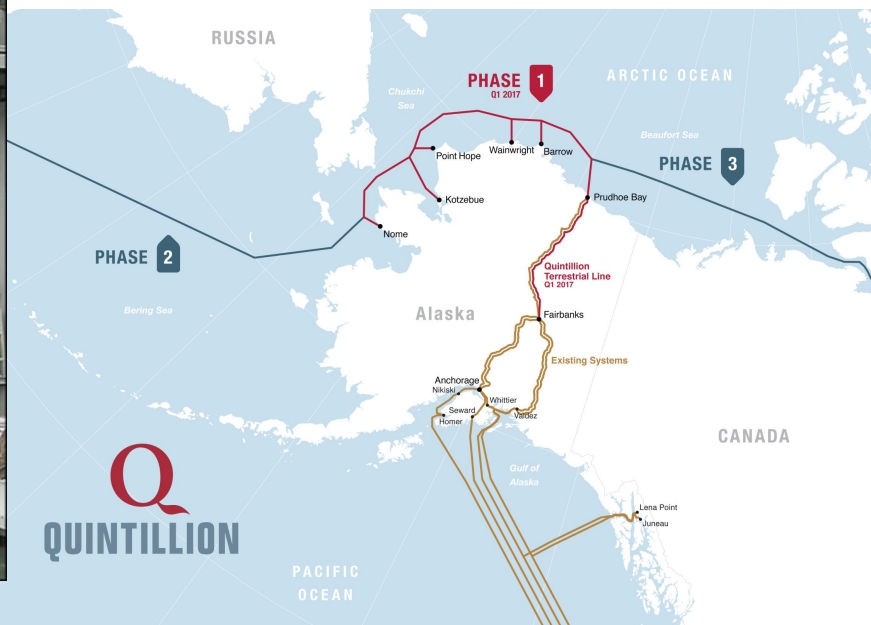 RUSSIA
Chukchi
Sea
PHASE 1
Q1 2017
ARCTIC OCEAN
Beaufort Sea
PHASE 3
Point Hope
Wainwright
Barrow
Kotzebue
Prudhoe Bay
Nome
PHASE 2
Bering Sea
Quintillion
Terrestrial Line
Q1 2017
Alaska
Fairbanks
Existing Systems
Anchorage
Nikiski
Whittier
Seward
Valdez
Homer
CANADA
Gulf of
Alaska
Lena Point
Juneau
Q
QUINTILLION
PACIFIC
OCEAN